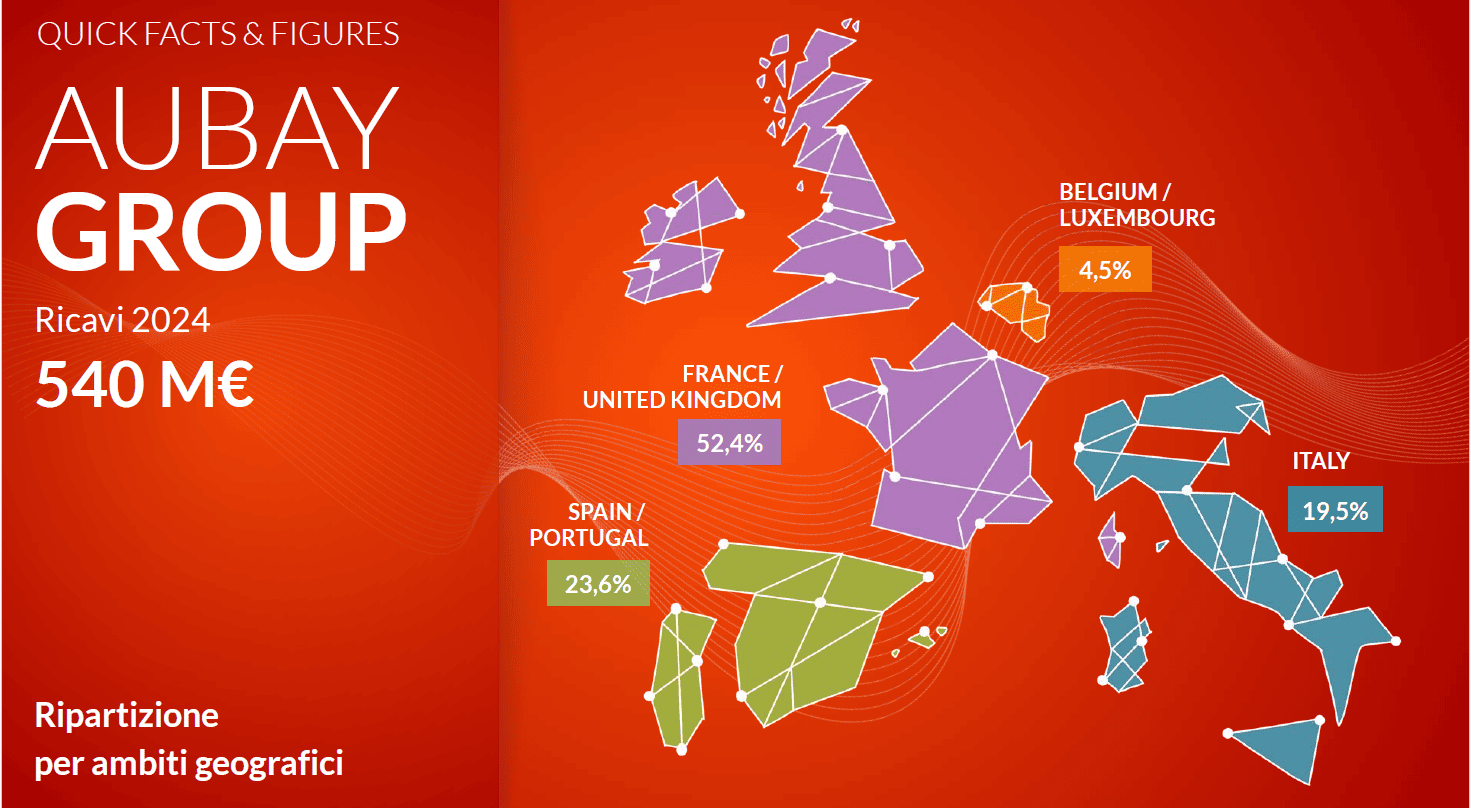 QUICK FACTS & FIGURES
AUBAY
GROUP
Ricavi 2024
540 M€
Ripartizione
per ambiti geografici
BELGIUM /
LUXEMBOURG
4,5%
FRANCE /
UNITED KINGDOM
52,4%
ITALY
19,5%
SPAIN /
PORTUGAL
23,6%